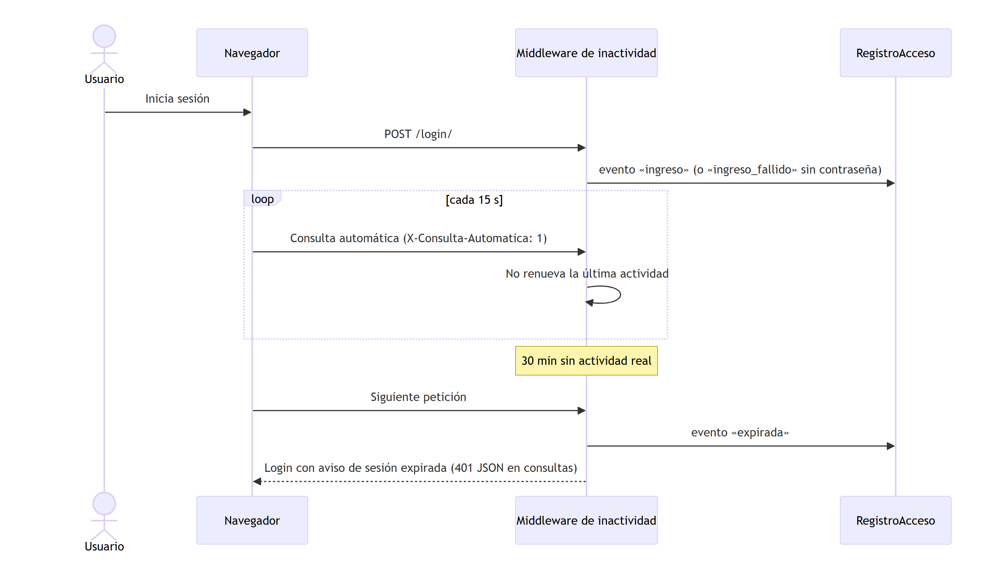 Usuario
Navegador
Middleware de inactividad
RegistroAcceso
Inicia sesión
POST /login/
evento «ingreso» (o «ingreso_fallido» sin contraseña)
loop
[cada 15 s]
Consulta automática (X-Consulta-Automatica: 1)
No renueva la última actividad
30 min sin actividad real
Siguiente petición
evento «expirada»
Login con aviso de sesión expirada (401 JSON en consultas)
Usuario
Navegador
Middleware de inactividad
RegistroAcceso